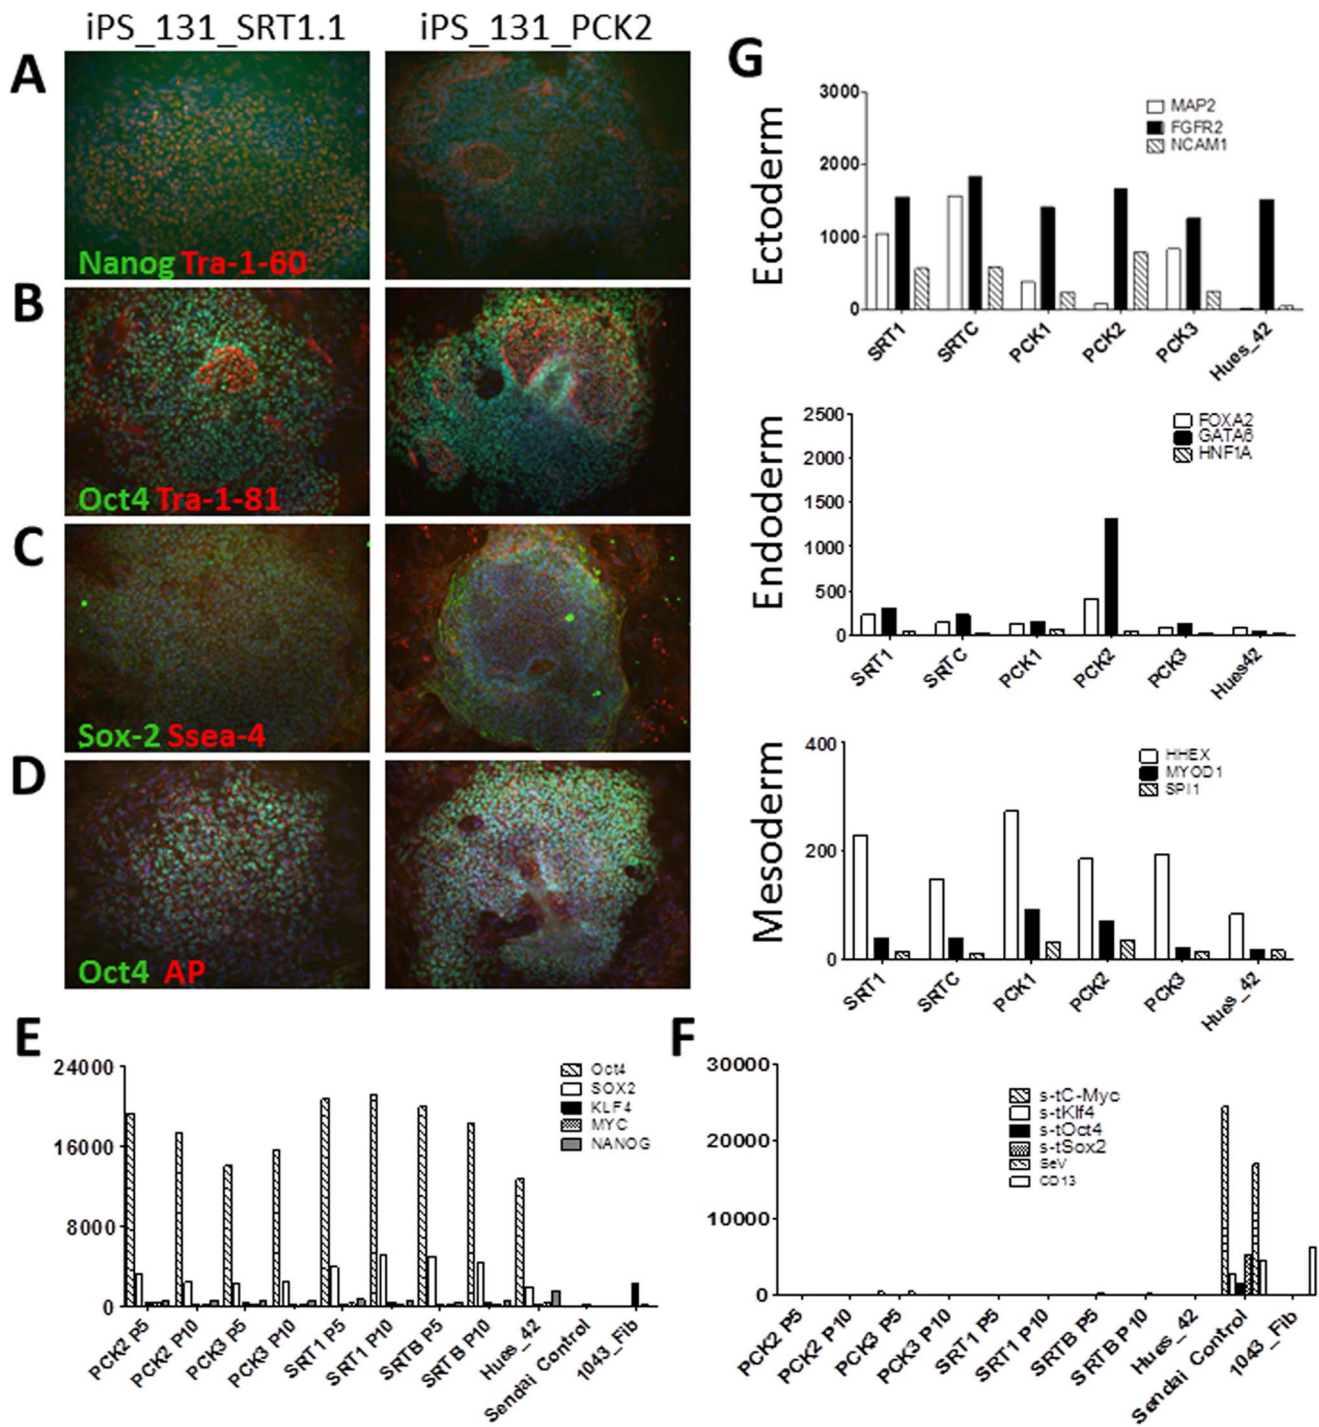 iPS_131_SRT1.1
iPS_131_PCK2
A
Nanog Tra-1-60
B
Oct4 Tra-1-81
C
Sox-2 Ssea-4
D
Oct4 AP
G
Ectoderm
3000
2000
1000
0
MAP2
FGFR2
NCAM1
SRT1
SRTC
PCK1
PCK2
PCK3
Hues_42
Endoderm
2500
2000
1500
1000
500
0
FOXA2
GATA6
HNF1A
SRT1
SRTC
PCK1
PCK2
PCK3
Hues42
Mesoderm
400
200
0
HHEX
MYOD1
SPI1
SRT1
SRTC
PCK1
PCK2
PCK3
Hues_42
E
24000
16000
8000
0
Oct4
SOX2
KLF4
MYC
NANOG
PCK2 P5
PCK2 P10
PCK3 P5
PCK3 P10
SRT1 P5
SRT1 P10
SRTB P5
SRTB P10
Hues_42
Sendai Control
1043_Fib
F
30000
20000
10000
0
s-tC-Myc
s-tKlf4
s-tOct4
s-tSox2
SeV
CD13
PCK2 P5
PCK2 P10
PCK3 P5
PCK3 P10
SRT1 P5
SRT1 P10
SRTB P5
SRTB P10
Hues_42
Sendai Control
1043_Fib